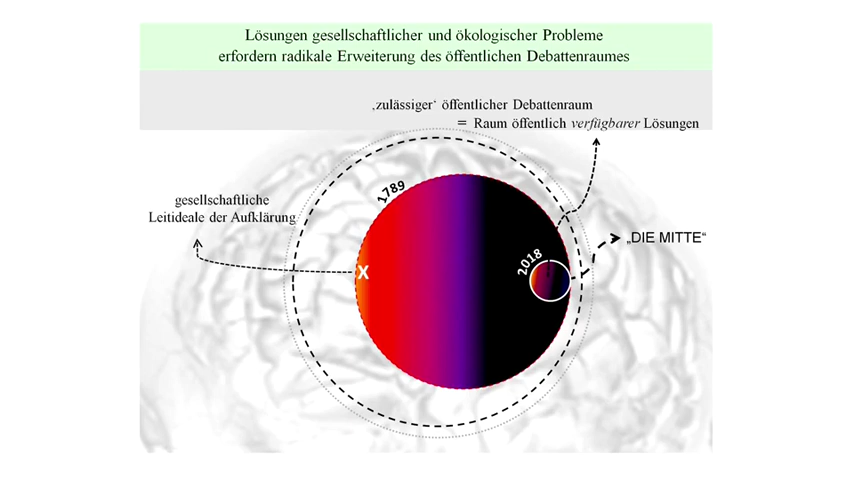 Lösungen gesellschaftlicher und ökologischer Probleme
erfordern radikale Erweiterung des öffentlichen Debattenraumes
‚zulässiger‘ öffentlicher Debattenraum
= Raum öffentlich verfügbarer Lösungen
1789
gesellschaftliche
Leitideale der Aufklärung
„DIE MITTE“
2018
X